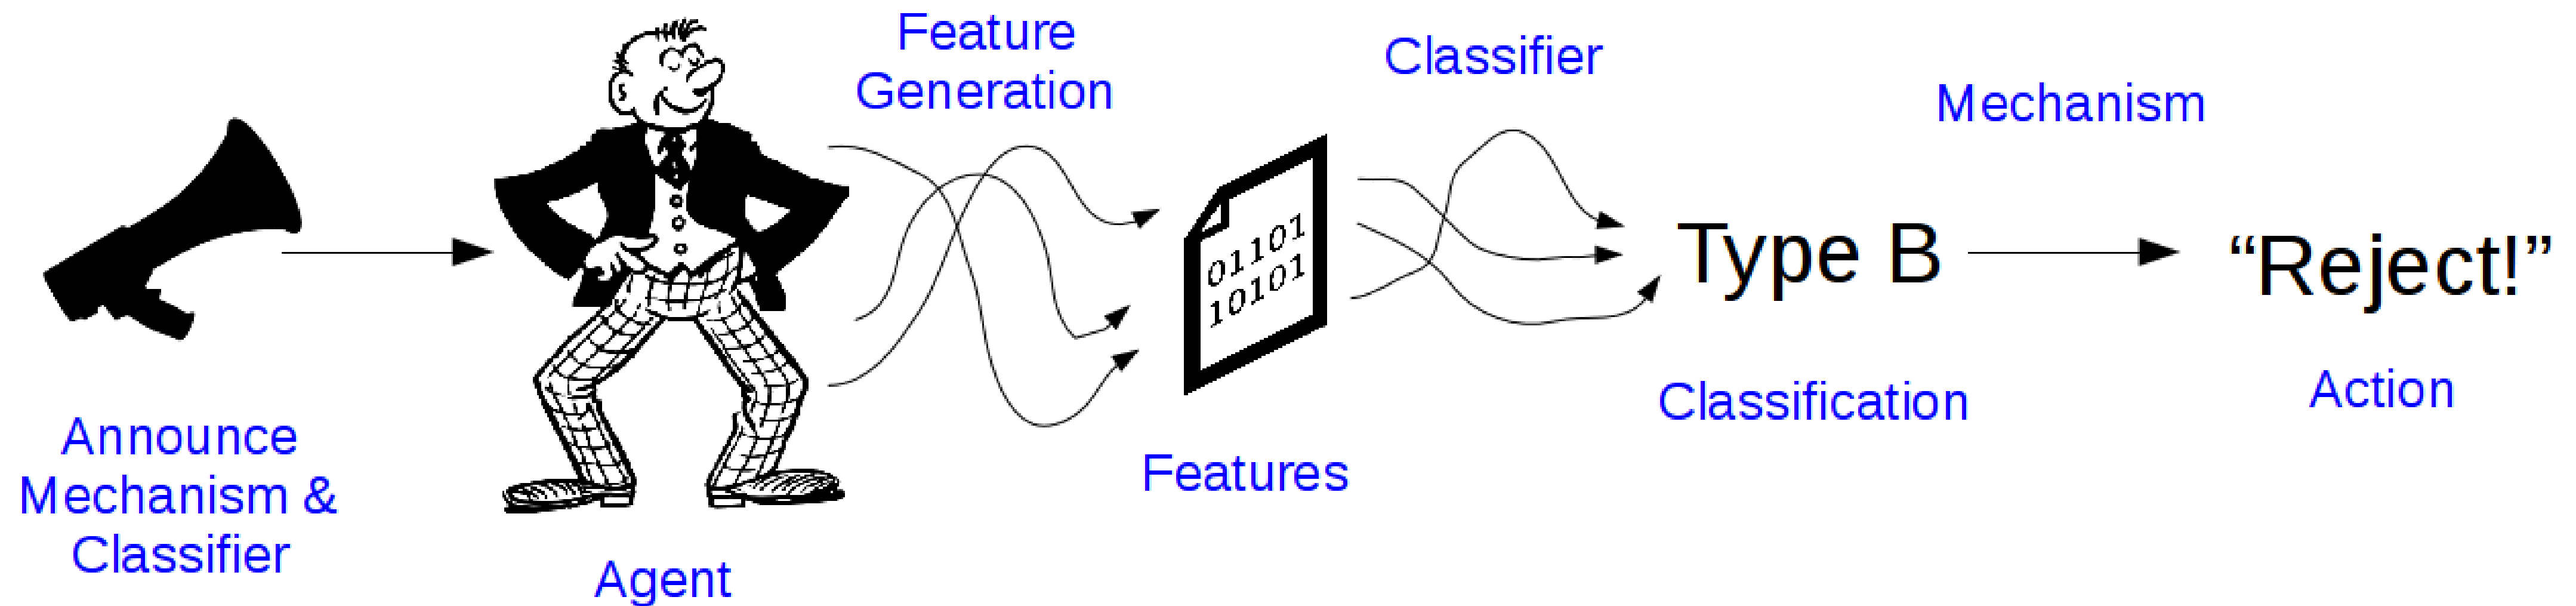 Announce
Mechanism &
Classifier
Agent
Feature
Generation
01101
10101
Features
Classifier
Type B
Classification
Mechanism
“Reject!”
Action